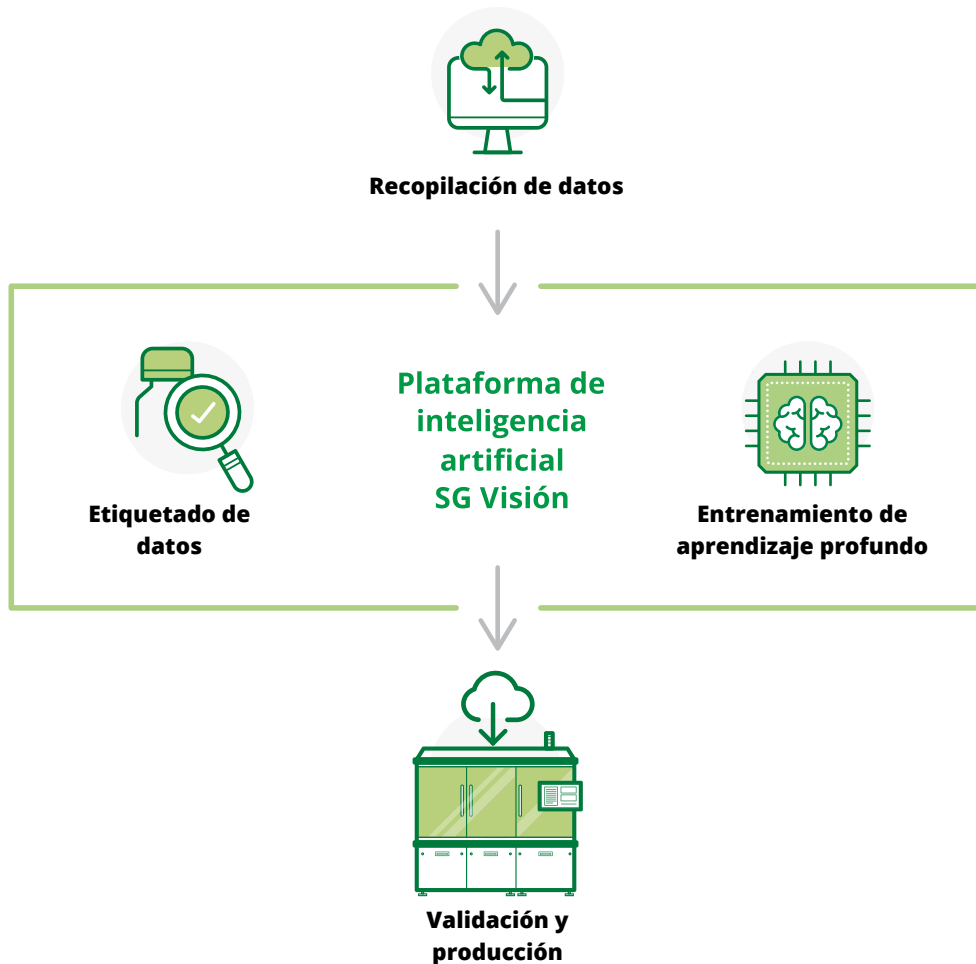 Recopilación de datos
Plataforma de
inteligencia
artificial
SG Visión
Etiquetado de
datos
Entrenamiento de
aprendizaje profundo
Validación y
producción